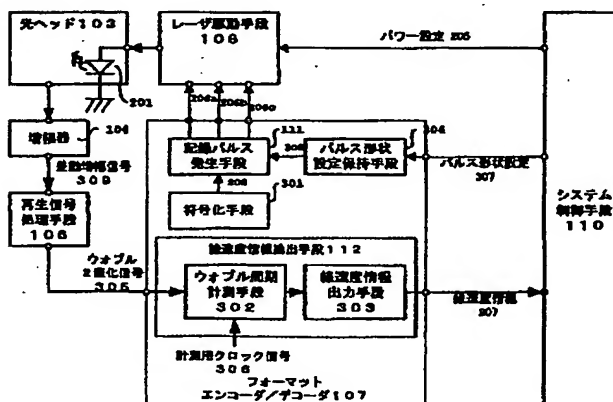 光ヘッド103
201
レーザ駆動手段
108
パワー設定 205
206a
206b
206c
増幅器
104
差動増幅信号
309
再生信号
処理手段
106
ウォブル
2値化信号
305
記録パルス
発生手段
111
パルス形状
設定保持手段
パルス形状設定
307
符号化手段
301
システム
制御手段
110
線速度情報検出手段112
ウォブル周期
計測手段
302
線速度情報
出力手段
303
線速度情報
計測用クロック信号
306
フォーマット
エンコーダ/デコーダ107